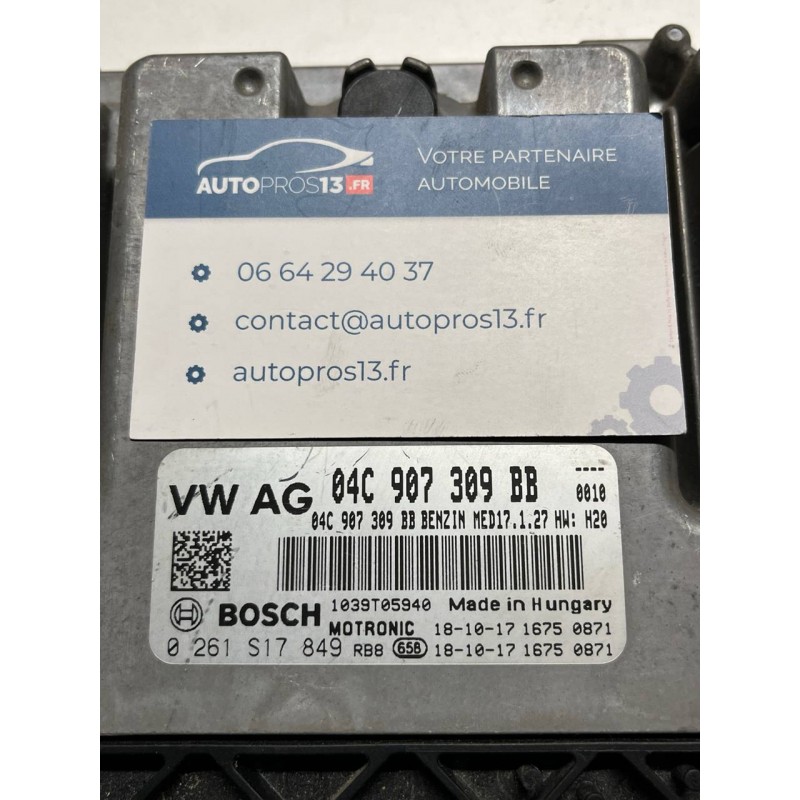 AUTOPROS13.FR
VOTRE PARTENAIRE
AUTOMOBILE
06 64 29 40 37
contact@autopros13.fr
autopros13.fr
VW AG 04C 907 309 BB ----
0010
04C 907 309 BB BENZIN MED17.1.27 HW: H20
BOSCH 1039T05940 Made in Hungary
MOTRONIC 18-10-17 1675 0871
0 261 S17 849 RB8 658 18-10-17 1675 0871